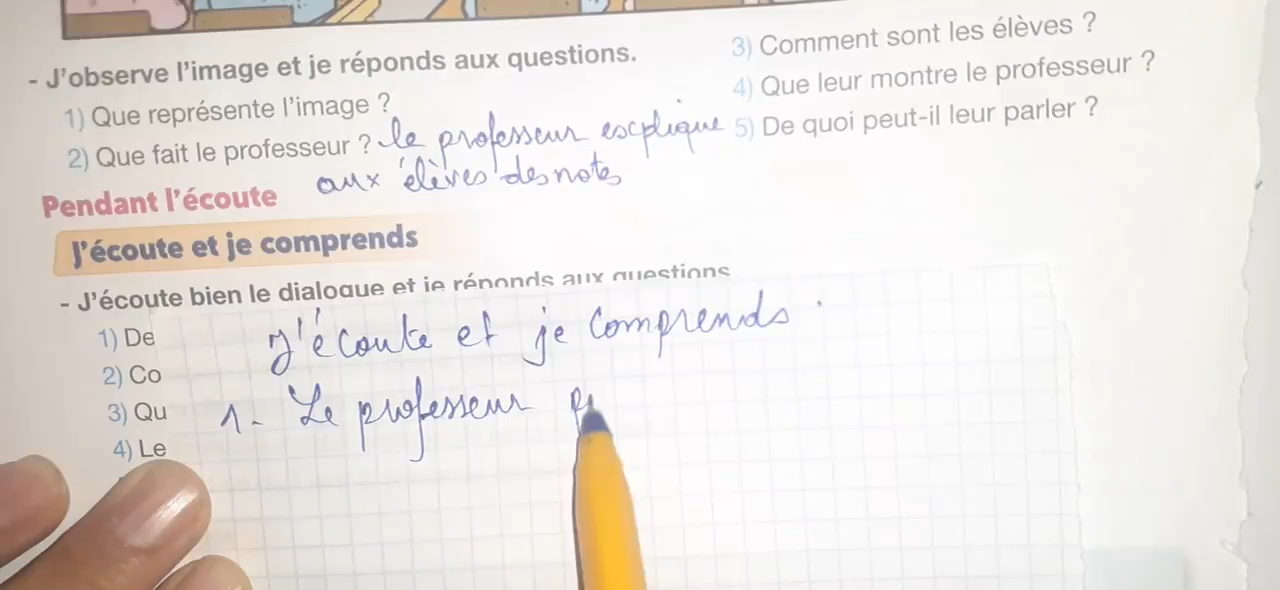 - J'observe l'image et je réponds aux questions.
1) Que représente l'image ?
2) Que fait le professeur ? le professeur escplique
aux élèves des notes
3) Comment sont les élèves ?
4) Que leur montre le professeur ?
5) De quoi peut-il leur parler ?
Pendant l'écoute
J'écoute et je comprends
- J'écoute bien le dialogue et je réponds aux questions
1) De
2) Co
3) Qu
4) Le
J'écoute et je comprends.
1- Le professeur